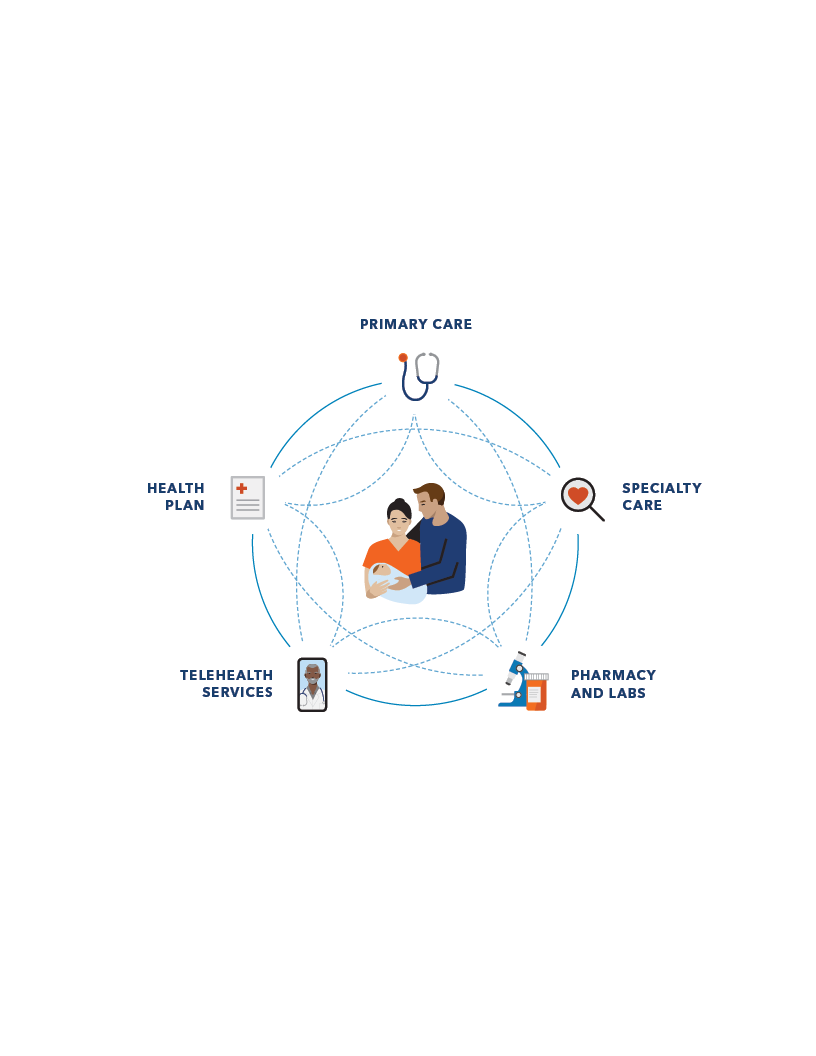 PRIMARY CARE
HEALTH
PLAN
SPECIALTY
CARE
TELEHEALTH
SERVICES
PHARMACY
AND LABS